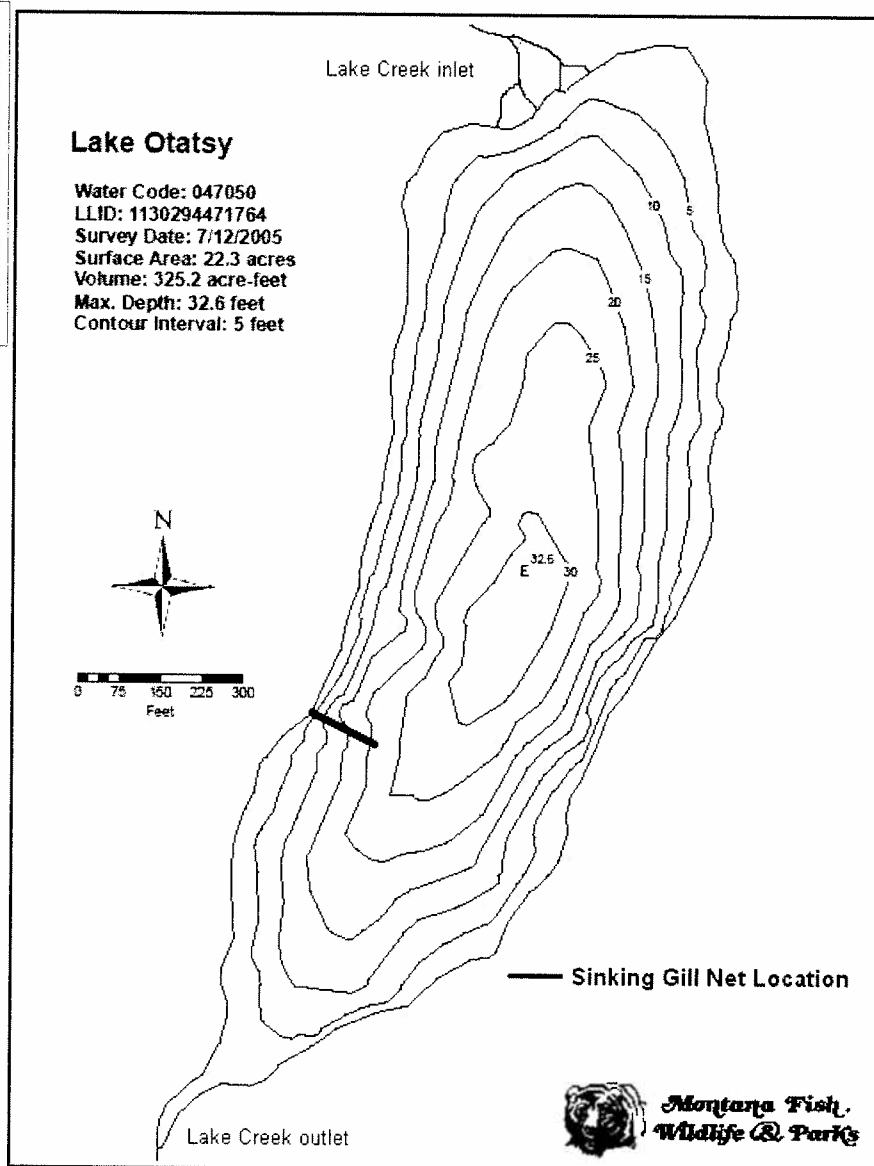 Lake Creek inlet
Lake Otatsy
Water Code: 047050
LLID: 1130294471764
Survey Date: 7/12/2005
Surface Area: 22.3 acres
Volume: 325.2 acre-feet
Max. Depth: 32.6 feet
Contour Interval: 5 feet
5
10
15
20
25
N
E 32.6 30
0 75 150 225 300
Feet
Sinking Gill Net Location
Lake Creek outlet
Montana Fish,
Wildlife & Parks